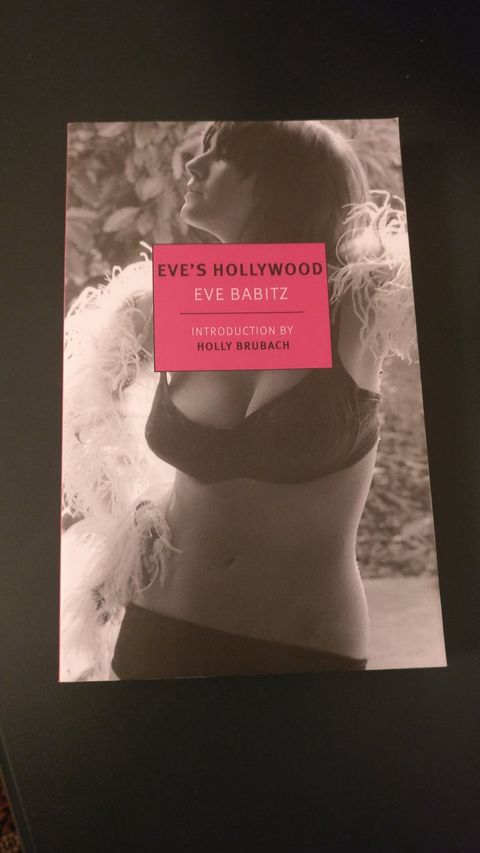 EVE'S HOLLYWOOD
EVE BABITZ
INTRODUCTION BY
HOLLY BRUBACH